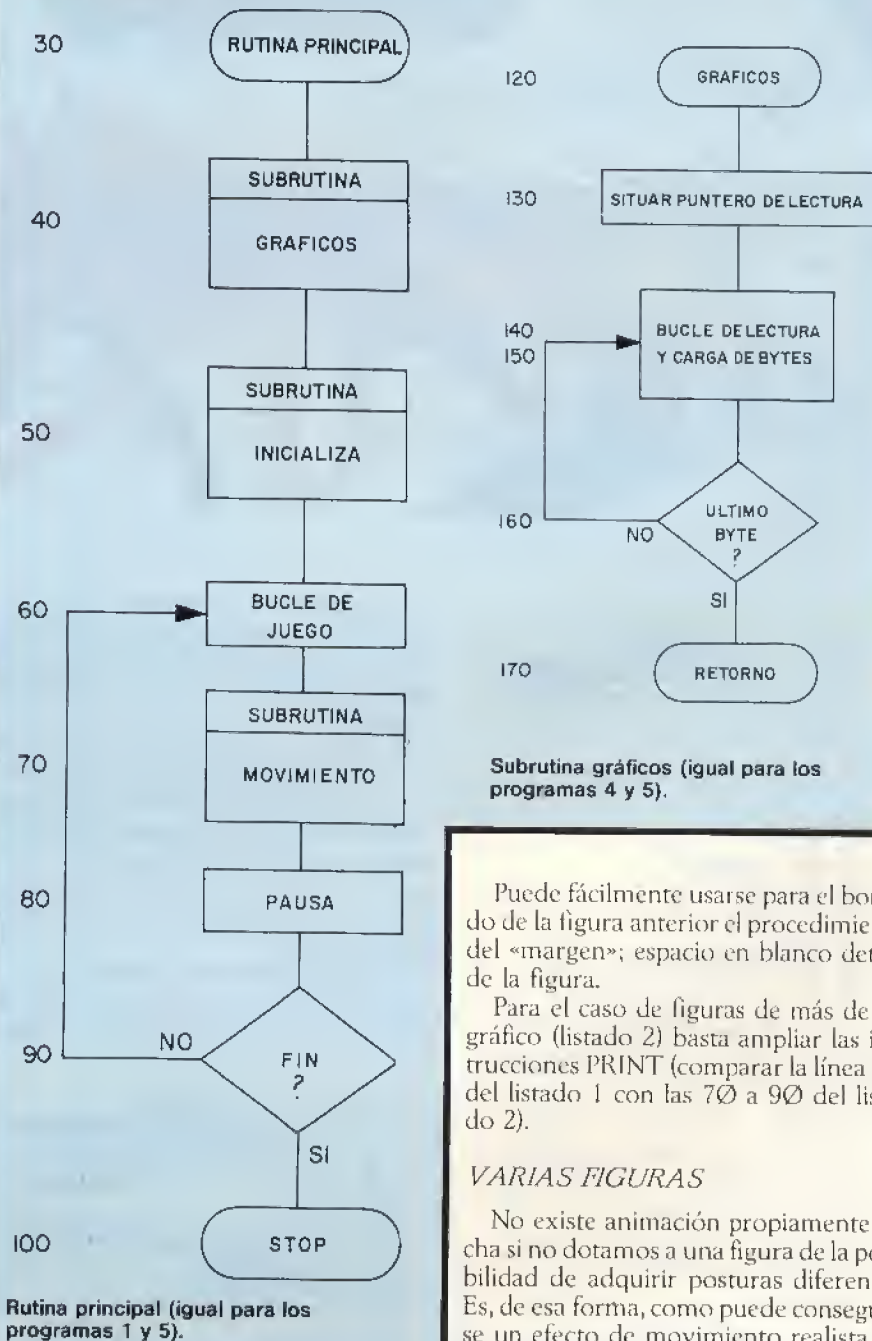 30
RUTINA PRINCIPAL
40
SUBRUTINA
GRAFICOS
50
SUBRUTINA
INICIALIZA
60
BUCLE DE
JUEGO
70
SUBRUTINA
MOVIMIENTO
80
PAUSA
90
NO
FIN
?
SI
100
STOP
Rutina principal (igual para los
programas 1 y 5).
120
GRAFICOS
130
SITUAR PUNTERO DE LECTURA
140
150
BUCLE DE LECTURA
Y CARGA DE BYTES
160
NO
ULTIMO
BYTE
?
SI
170
RETORNO
Subrutina gráficos (igual para los
programas 4 y 5).
Puede fácilmente usarse para el bor
do de la figura anterior el procedimie
del «margen»; espacio en blanco det
de la figura.
Para el caso de figuras de más de
gráfico (listado 2) basta ampliar las i
trucciones PRINT (comparar la línea
del listado 1 con las 7Ø a 9Ø del lis
do 2).
VARIAS FIGURAS
No existe animación propiamente
cha si no dotamos a una figura de la po
bilidad de adquirir posturas diferen
Es, de esa forma, como puede consegu
se un efecto de movimiento realista